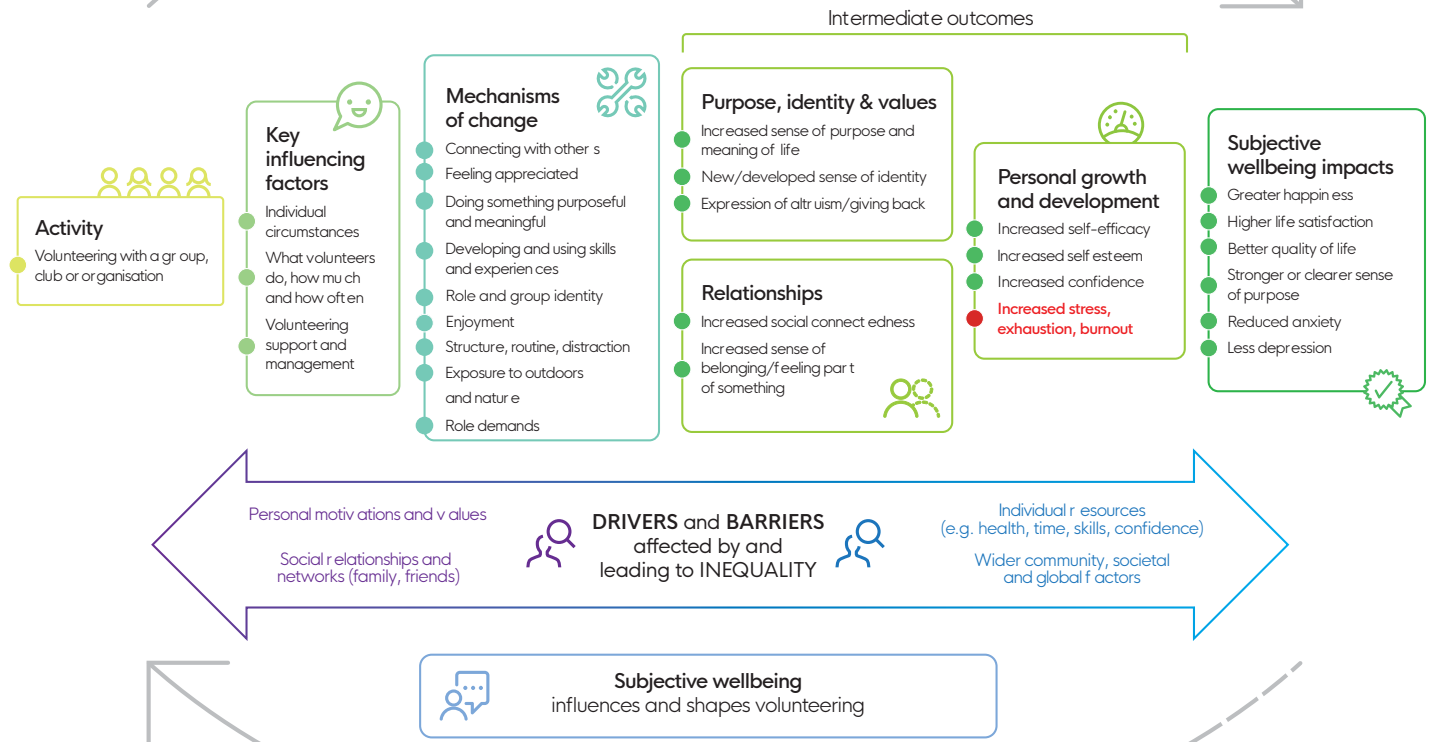 Intermediate outcomes
Activity
Volunteering with a group,
club or organisation
Key
influencing
factors
Individual
circumstances
What volunteers
do, how much
and how often
Volunteering
support and
management
Mechanisms
of change
Connecting with others
Feeling appreciated
Doing something purposeful
and meaningful
Developing and using skills
and experiences
Role and group identity
Enjoyment
Structure, routine, distraction
Exposure to outdoors
and nature
Role demands
Purpose, identity & values
Increased sense of purpose and
meaning of life
New/developed sense of identity
Expression of altruism/giving back
Relationships
Increased social connectedness
Increased sense of
belonging/feeling part
of something
Personal growth
and development
Increased self-efficacy
Increased self esteem
Increased confidence
Increased stress,
exhaustion, burnout
Subjective
wellbeing impacts
Greater happiness
Higher life satisfaction
Better quality of life
Stronger or clearer sense
of purpose
Reduced anxiety
Less depression
Personal motivations and values
Social relationships and
networks (family, friends)
DRIVERS and BARRIERS
affected by and
leading to INEQUALITY
Individual resources
(e.g. health, time, skills, confidence)
Wider community, societal
and global factors
Subjective wellbeing
influences and shapes volunteering